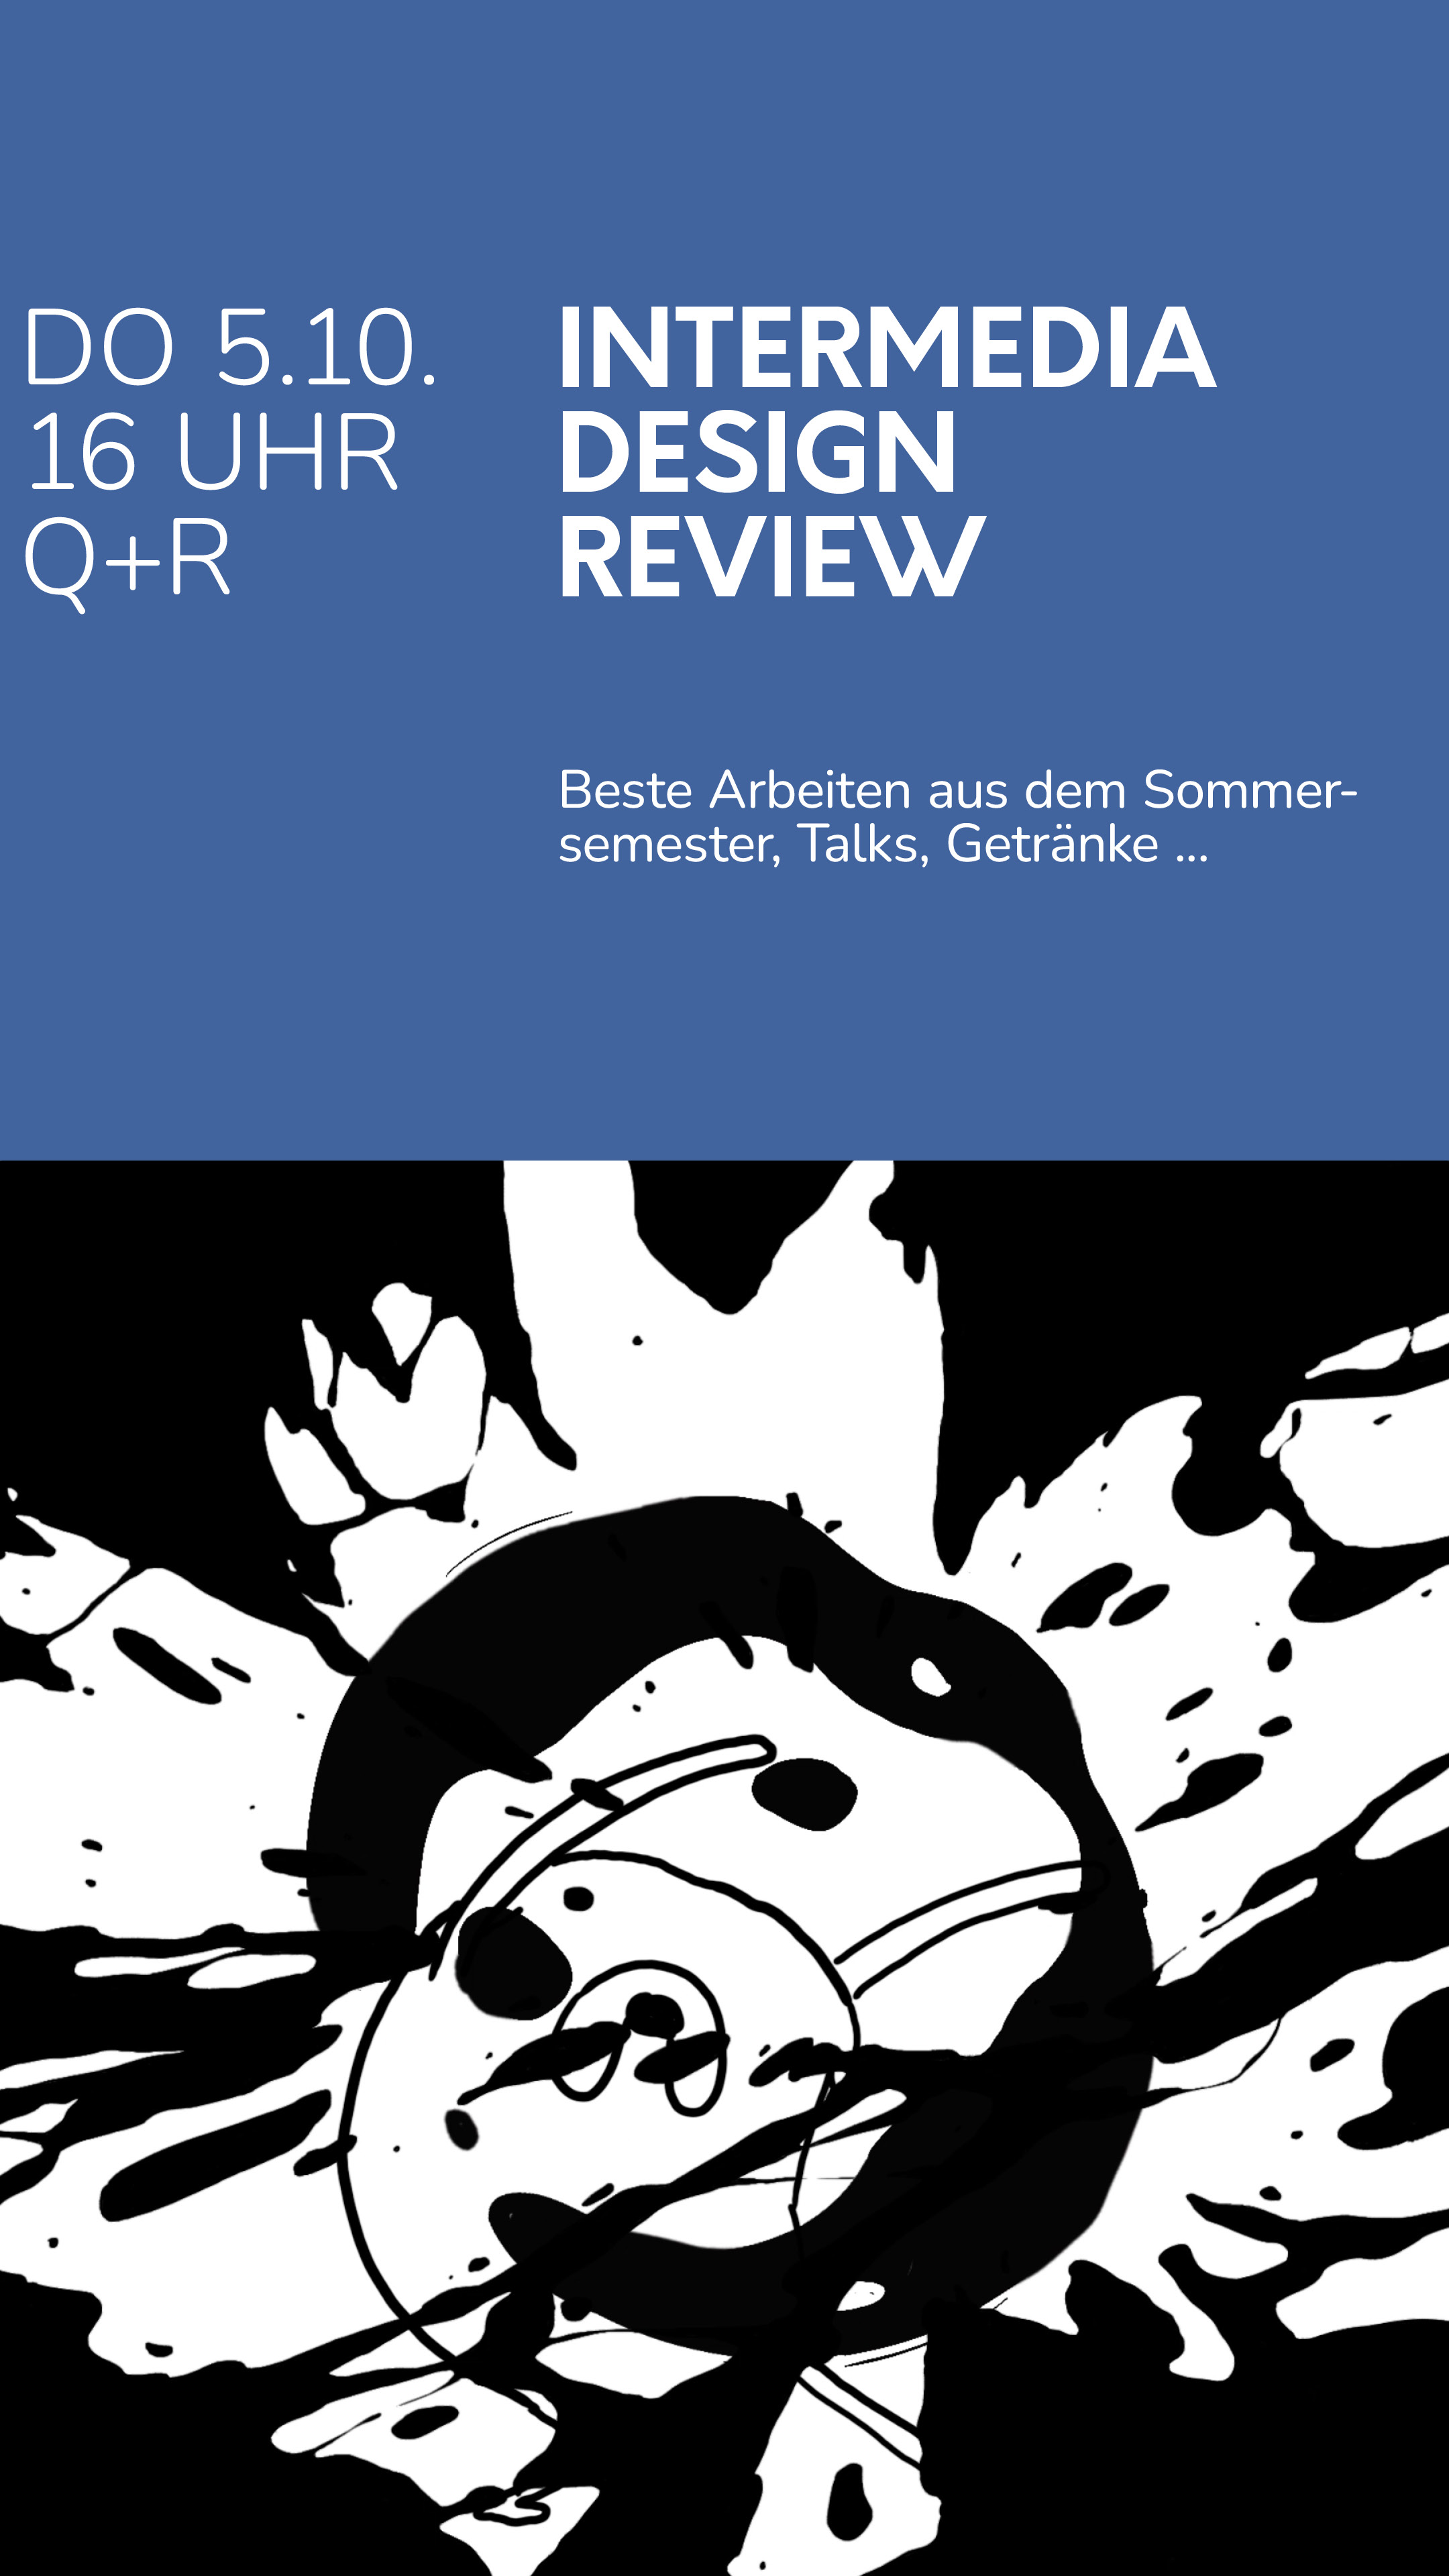 DO 5.10.
16 UHR
Q+R
INTERMEDIA
DESIGN
REVIEW
Beste Arbeiten aus dem Sommer-
semester, Talks, Getränke ...